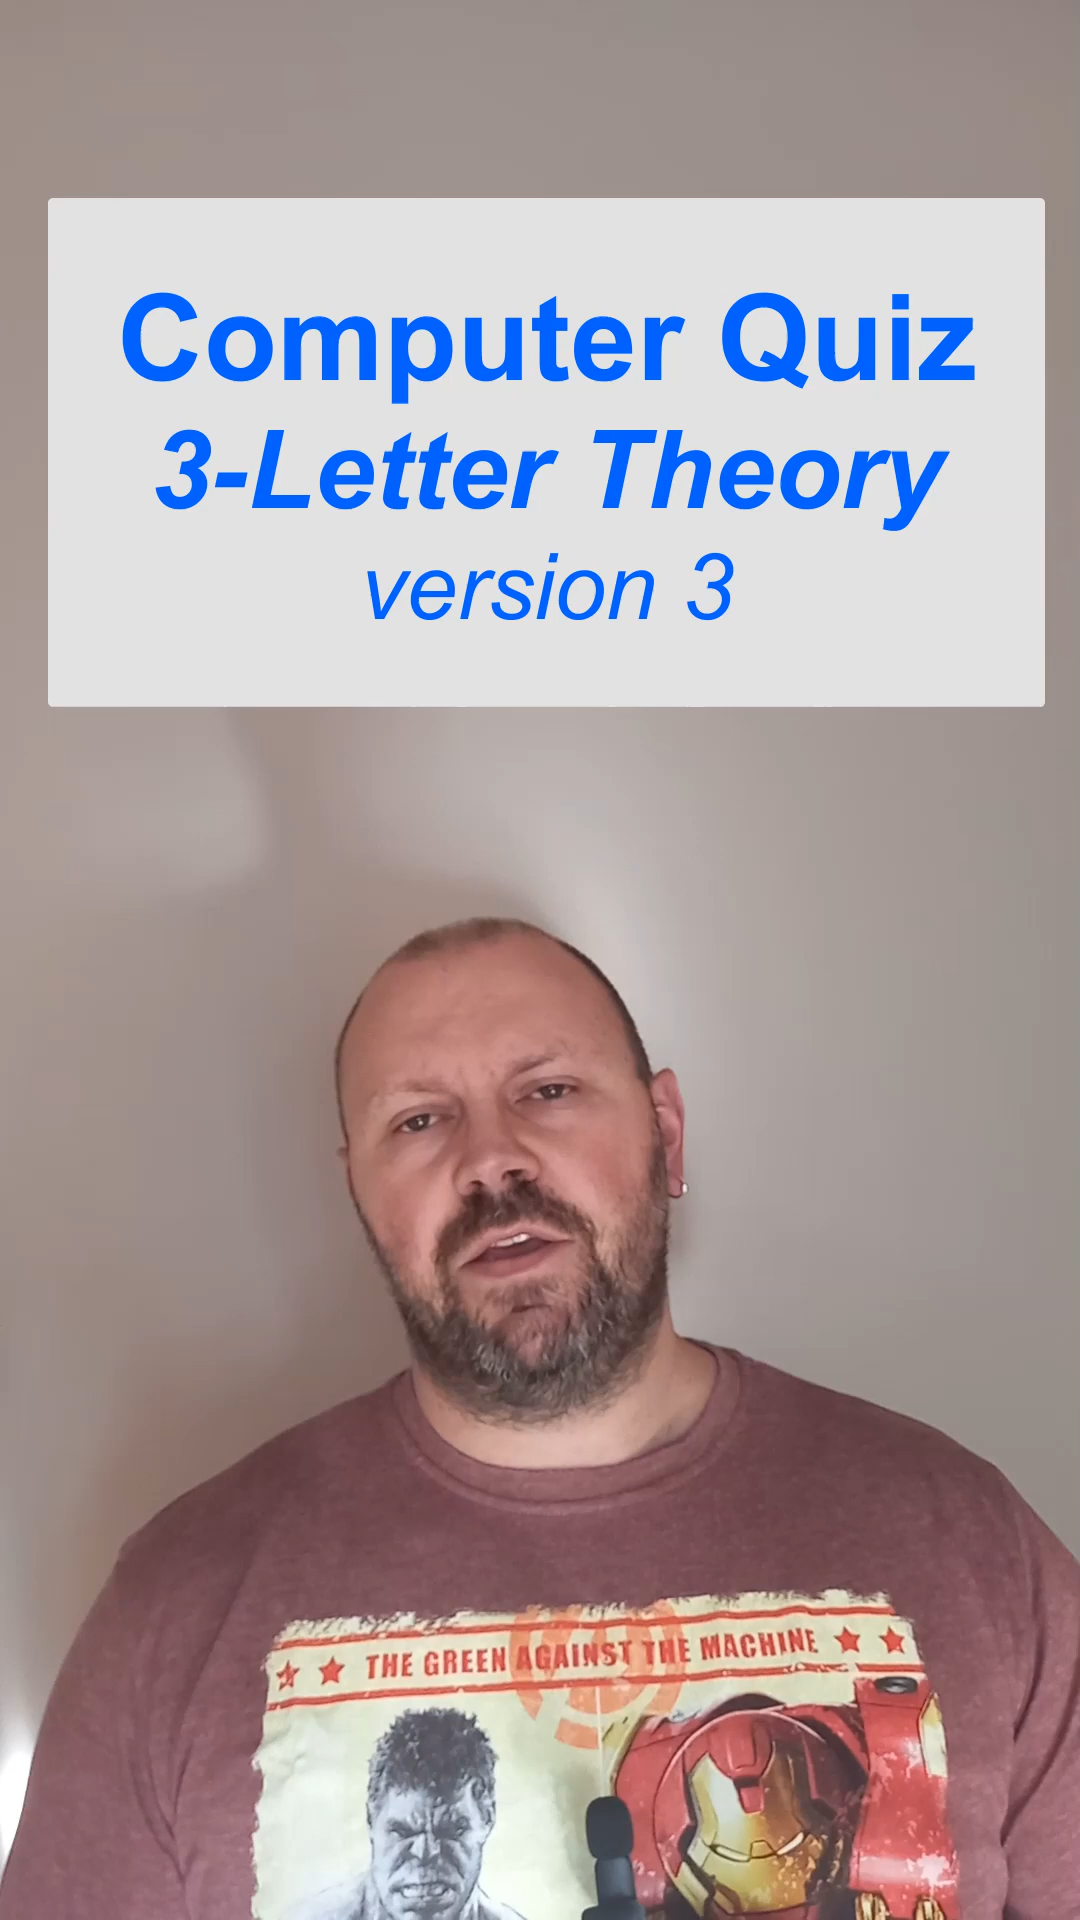 Computer Quiz
3-Letter Theory
version 3
THE GREEN AGAINST THE MACHINE